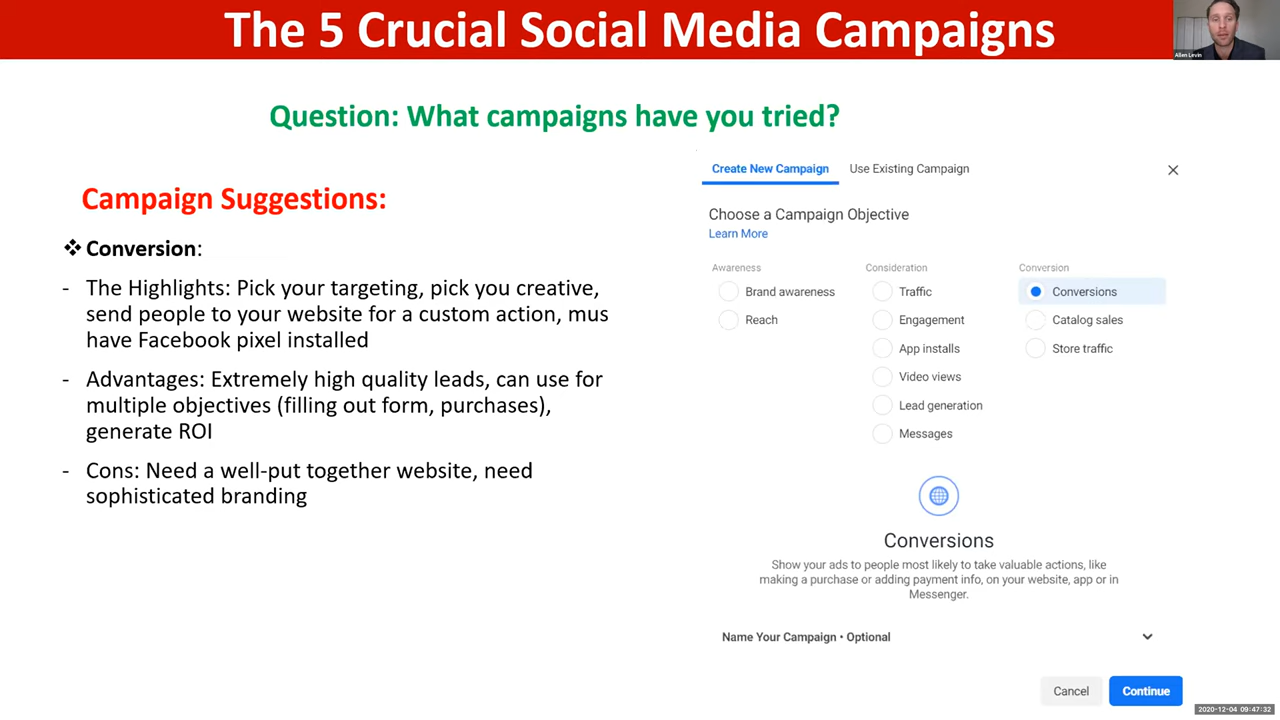 The 5 Crucial Social Media Campaigns
Allen Levin
Question: What campaigns have you tried?
Campaign Suggestions:
❖ Conversion:
- The Highlights: Pick your targeting, pick you creative,
send people to your website for a custom action, mus
have Facebook pixel installed
- Advantages: Extremely high quality leads, can use for
multiple objectives (filling out form, purchases),
generate ROI
- Cons: Need a well-put together website, need
sophisticated branding
Create New Campaign
Use Existing Campaign
Choose a Campaign Objective
Learn More
Awareness
Brand awareness
Reach
Consideration
Traffic
Engagement
App installs
Video views
Lead generation
Messages
Conversion
Conversions
Catalog sales
Store traffic
Conversions
Show your ads to people most likely to take valuable actions, like
making a purchase or adding payment info, on your website, app or in
Messenger.
Name Your Campaign • Optional
Cancel
Continue
2020-12-04 09:47:32